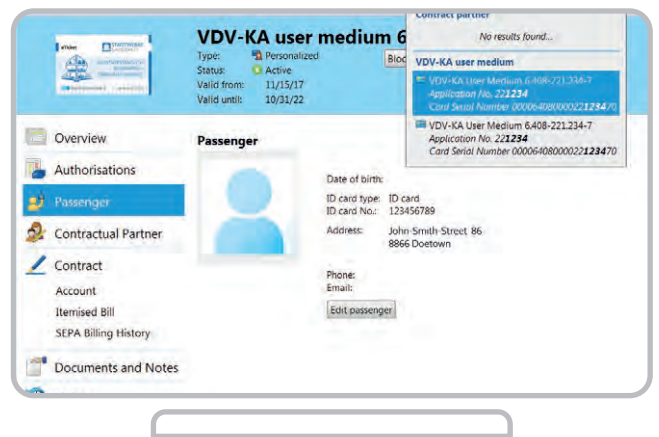 VDV-KA user medium 6
Type: Personalized
Status: Active
Valid from: 11/15/17
Valid until: 10/31/22
Bloc
Contract partner
No results found...
VDV-KA user medium
VDV-KA User Medium 6.408-221.234-7
Application No. 221234
Card Serial Number 00006408000022123470
VDV-KA User Medium 6.408-221.234-7
Application No. 221234
Card Serial Number 00006408000022123470
Overview
Authorisations
Passenger
Contractual Partner
Contract
Account
Itemised Bill
SEPA Billing History
Documents and Notes
Passenger
Date of birth:
ID card type: ID card
ID card No.: 123456789
Address: John-Smith-Street 86
8866 Doetown
Phone:
Email:
Edit passenger